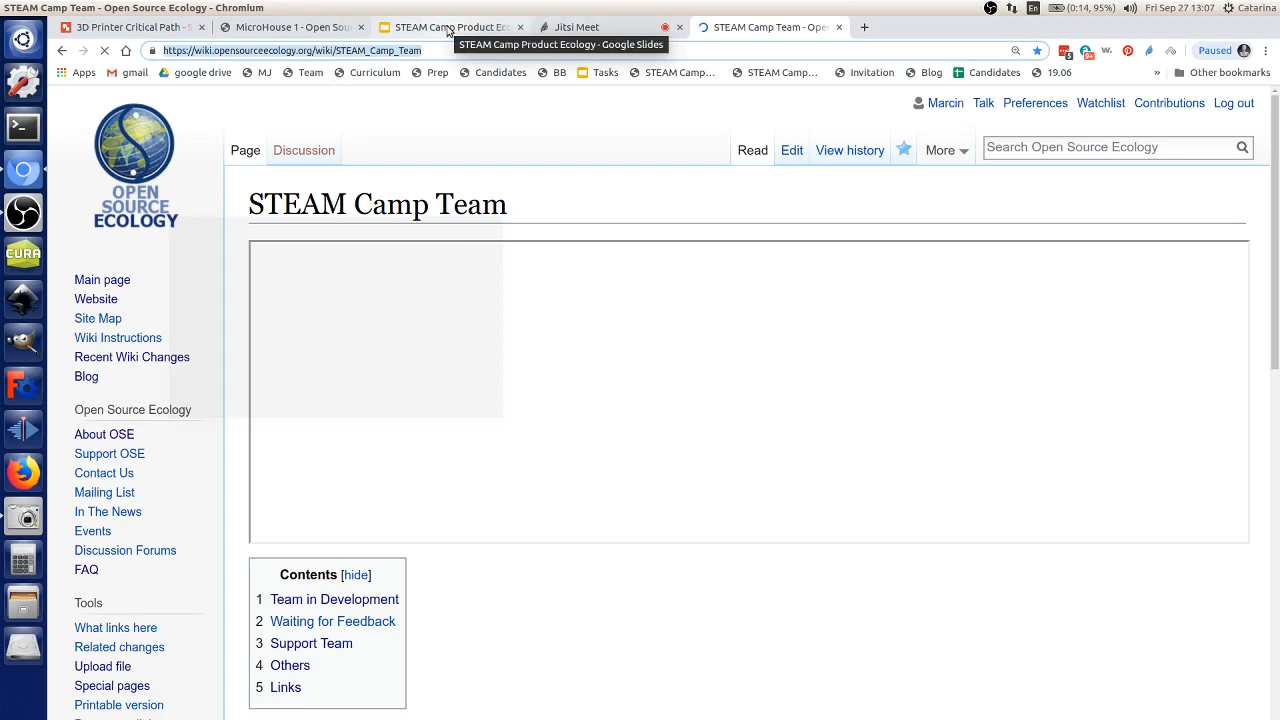 STEAM Camp Team - Open Source Ecology - Chromium
En
(0:14, 95%)
Fri Sep 27 13:07
Catarina
3D Printer Critical Path - S
MicroHouse 1 - Open Sou
STEAM Camp Product Eco
Jitsi Meet
STEAM Camp Team - Ope
https://wiki.opensourceecology.org/wiki/STEAM_Camp_Team
STEAM Camp Product Ecology - Google Slides
Paused
Apps
gmail
google drive
MJ
Team
Curriculum
Prep
Candidates
BB
Tasks
STEAM Camp...
STEAM Camp...
Invitation
Blog
Candidates
19.06
»
Other bookmarks
Marcin
Talk
Preferences
Watchlist
Contributions
Log out
Page
Discussion
Read
Edit
View history
More
Search Open Source Ecology
OPEN
SOURCE
ECOLOGY
STEAM Camp Team
Main page
Website
Site Map
Wiki Instructions
Recent Wiki Changes
Blog
Open Source Ecology
About OSE
Support OSE
Contact Us
Mailing List
In The News
Events
Discussion Forums
FAQ
Tools
What links here
Related changes
Upload file
Special pages
Printable version
Contents [hide]
1 Team in Development
2 Waiting for Feedback
3 Support Team
4 Others
5 Links
CURA